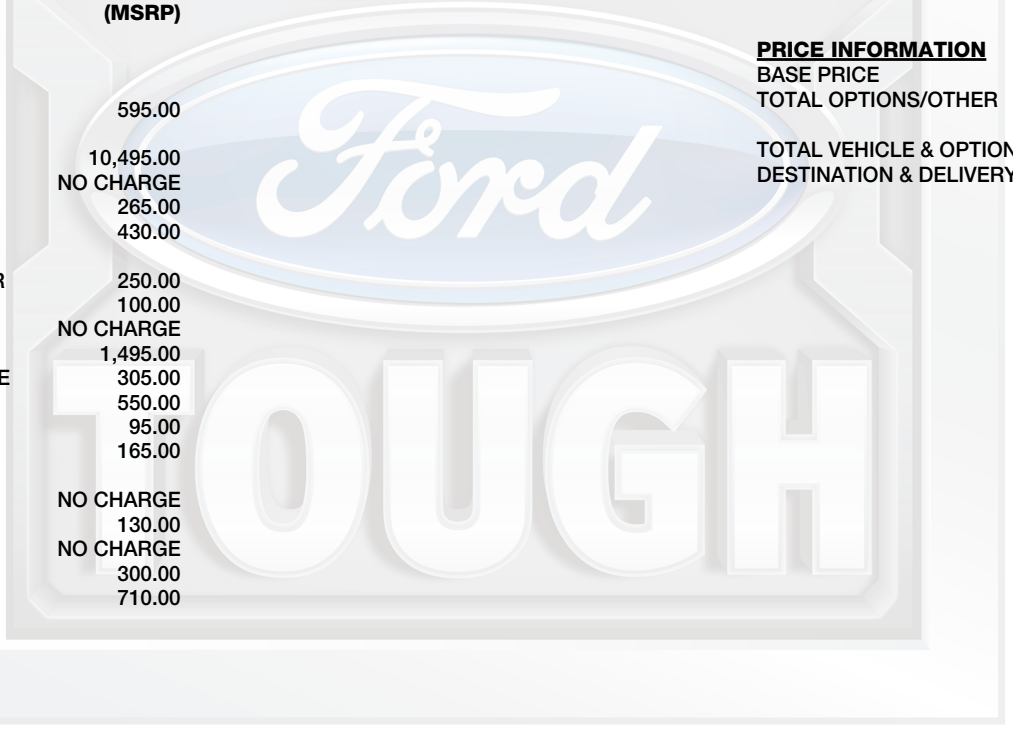 (MSRP)
595.00
10,495.00
NO CHARGE
265.00
430.00
R 250.00
100.00
NO CHARGE
1,495.00
E 305.00
550.00
95.00
165.00
NO CHARGE
130.00
NO CHARGE
300.00
710.00
PRICE INFORMATION
BASE PRICE
TOTAL OPTIONS/OTHER
TOTAL VEHICLE & OPTION
DESTINATION & DELIVERY
Ford
TOUGH